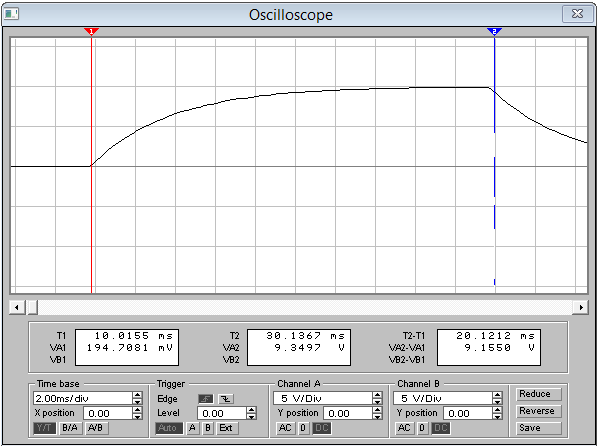 Oscilloscope
1 2
T1 10.0155 ms T2 30.1367 ms T2-T1 20.1212 ms
VA1 194.7081 mV VA2 9.3497 V VA2-VA1 9.1550 V
VB1 VB2 VB2-VB1
Time base Trigger Channel A Channel B
2.00ms/div Edge 5 V/Div 5 V/Div Reduce
X position 0.00 Level 0.00 Y position 0.00 Y position 0.00 Reverse
Y/T B/A A/B Auto A B Ext AC 0 DC AC 0 DC Save